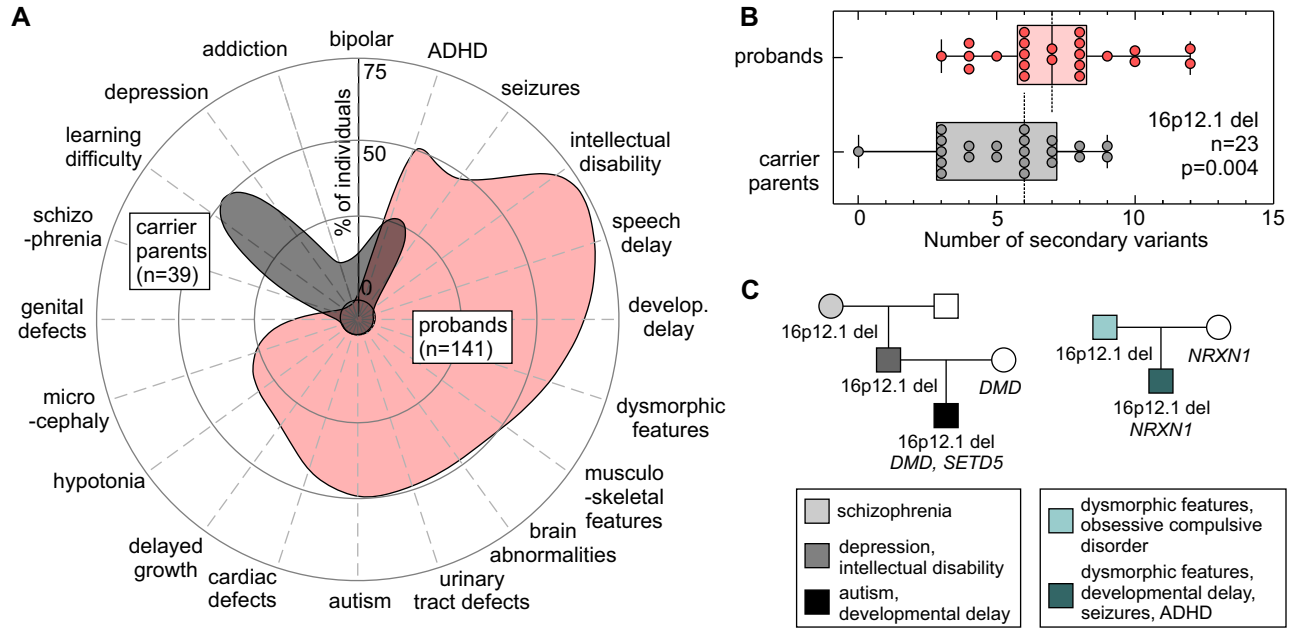 A
bipolar
ADHD
seizures
intellectual
disability
speech
delay
develop.
delay
dysmorphic
features
musculo
-skeletal
features
brain
abnormalities
urinary
tract defects
autism
cardiac
defects
delayed
growth
hypotonia
micro
-cephaly
genital
defects
schizo
-phrenia
learning
difficulty
depression
addiction
75
50
0
% of individuals
carrier
parents
(n=39)
probands
(n=141)
B
probands
carrier
parents
16p12.1 del
n=23
p=0.004
0
5
10
15
Number of secondary variants
C
16p12.1 del
16p12.1 del
DMD
16p12.1 del
DMD, SETD5
16p12.1 del
NRXN1
16p12.1 del
NRXN1
schizophrenia
depression,
intellectual disability
autism,
developmental delay
dysmorphic features,
obsessive compulsive
disorder
dysmorphic features,
developmental delay,
seizures, ADHD